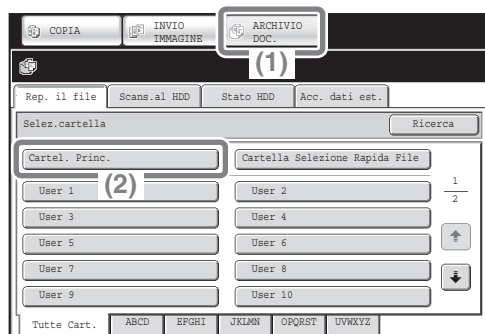 COPIA
INVIO
IMMAGINE
ARCHIVIO
DOC.
(1)
Rep. il file
Scans.al HDD
Stato HDD
Acc. dati est.
Selez.cartella
Ricerca
Cartel. Princ.
Cartella Selezione Rapida File
(2)
User 1
User 2
1
2
User 3
User 4
User 5
User 6
User 7
User 8
User 9
User 10
Tutte Cart.
ABCD
EFGHI
JKLMN
OPQRST
UVWXYZ